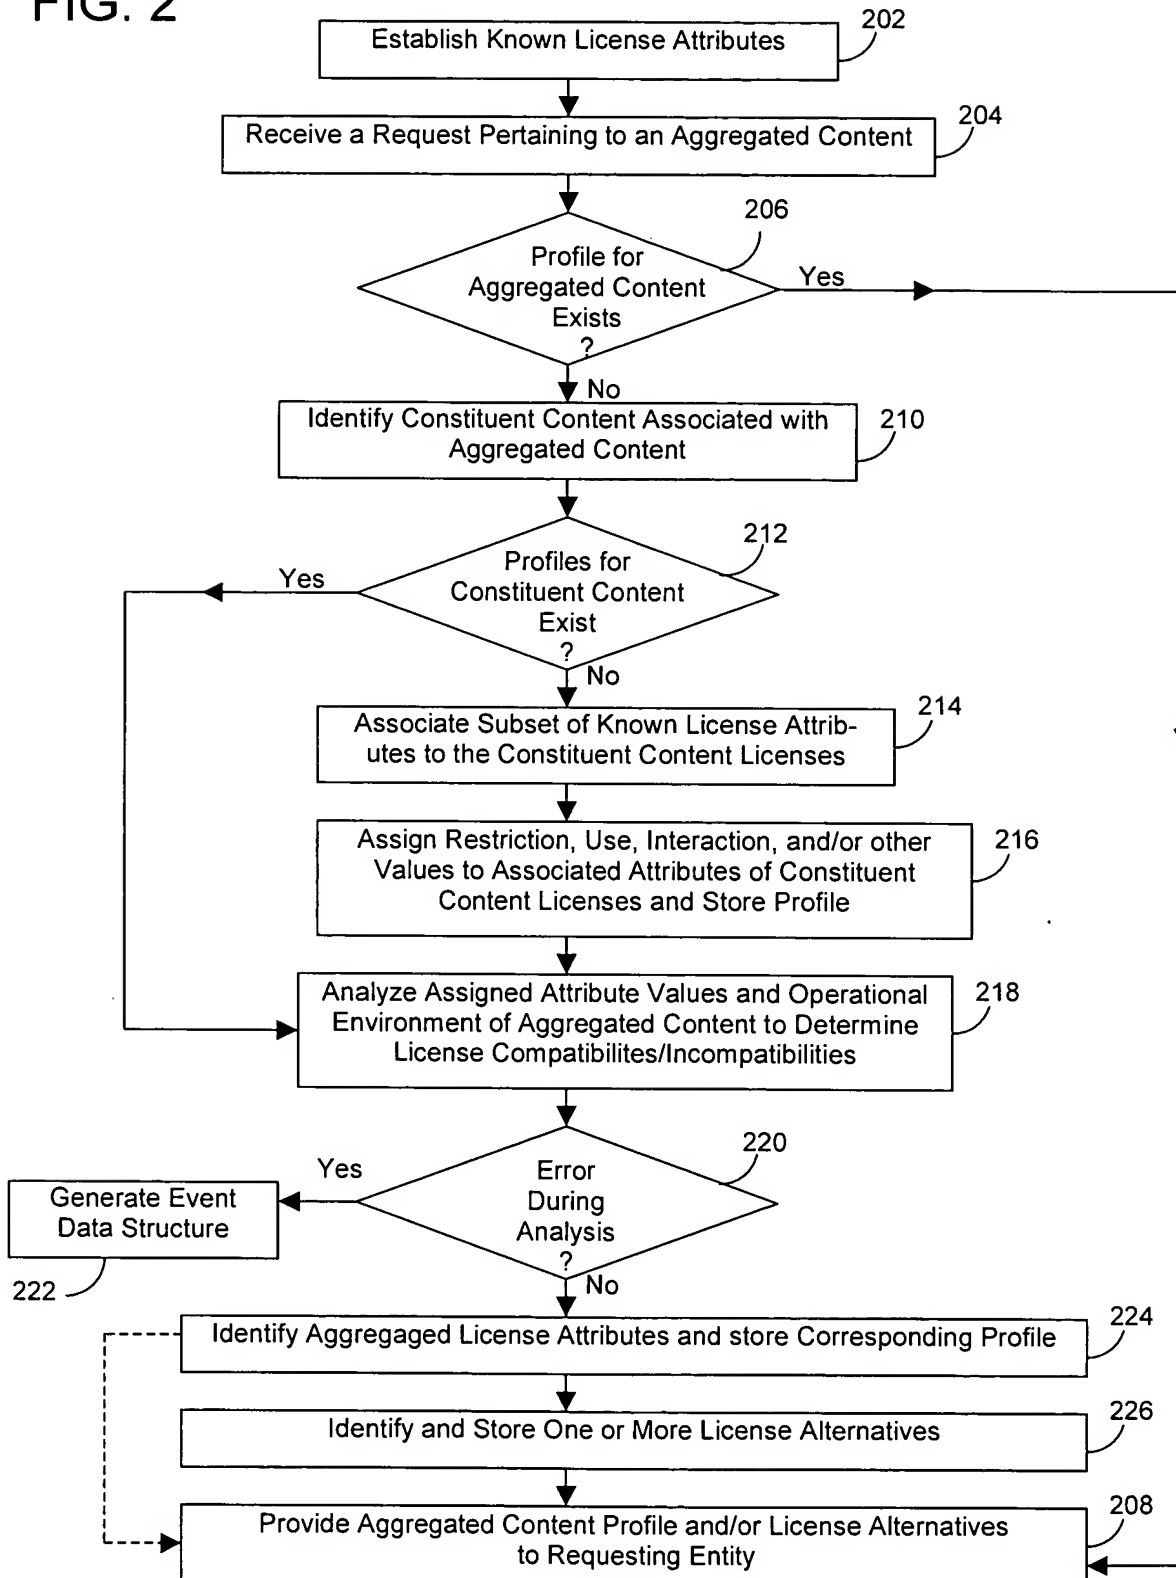 FIG. 2
Establish Known License Attributes
202
Receive a Request Pertaining to an Aggregated Content
204
206
Profile for
Aggregated Content
Exists
?
Yes
No
Identify Constituent Content Associated with
Aggregated Content
210
212
Profiles for
Constituent Content
Exist
?
Yes
No
Associate Subset of Known License Attrib-
utes to the Constituent Content Licenses
214
Assign Restriction, Use, Interaction, and/or other
Values to Associated Attributes of Constituent
Content Licenses and Store Profile
216
Analyze Assigned Attribute Values and Operational
Environment of Aggregated Content to Determine
License Compatibilites/Incompatibilities
218
220
Error
During
Analysis
?
Yes
No
Generate Event
Data Structure
222
Identify Aggregaged License Attributes and store Corresponding Profile
224
Identify and Store One or More License Alternatives
226
Provide Aggregated Content Profile and/or License Alternatives
to Requesting Entity
208